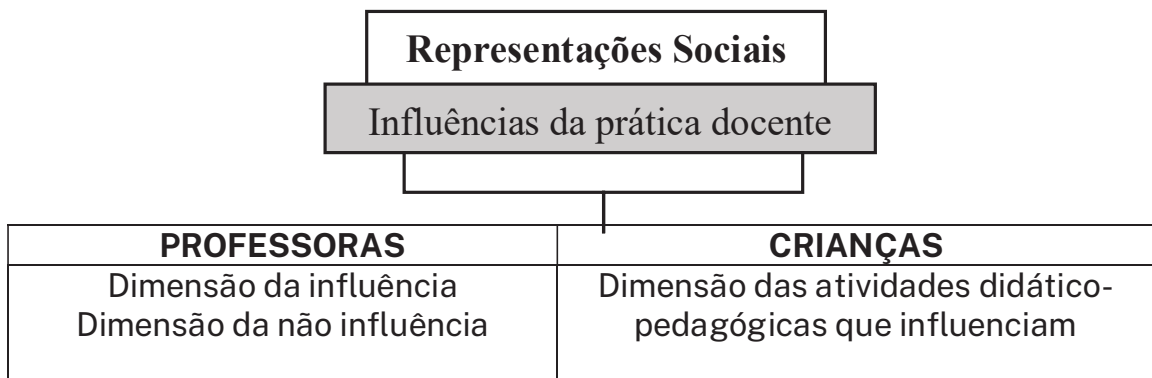 Representações Sociais
Influências da prática docente
PROFESSORAS
Dimensão da influência
Dimensão da não influência
CRIANÇAS
Dimensão das atividades didático-
pedagógicas que influenciam